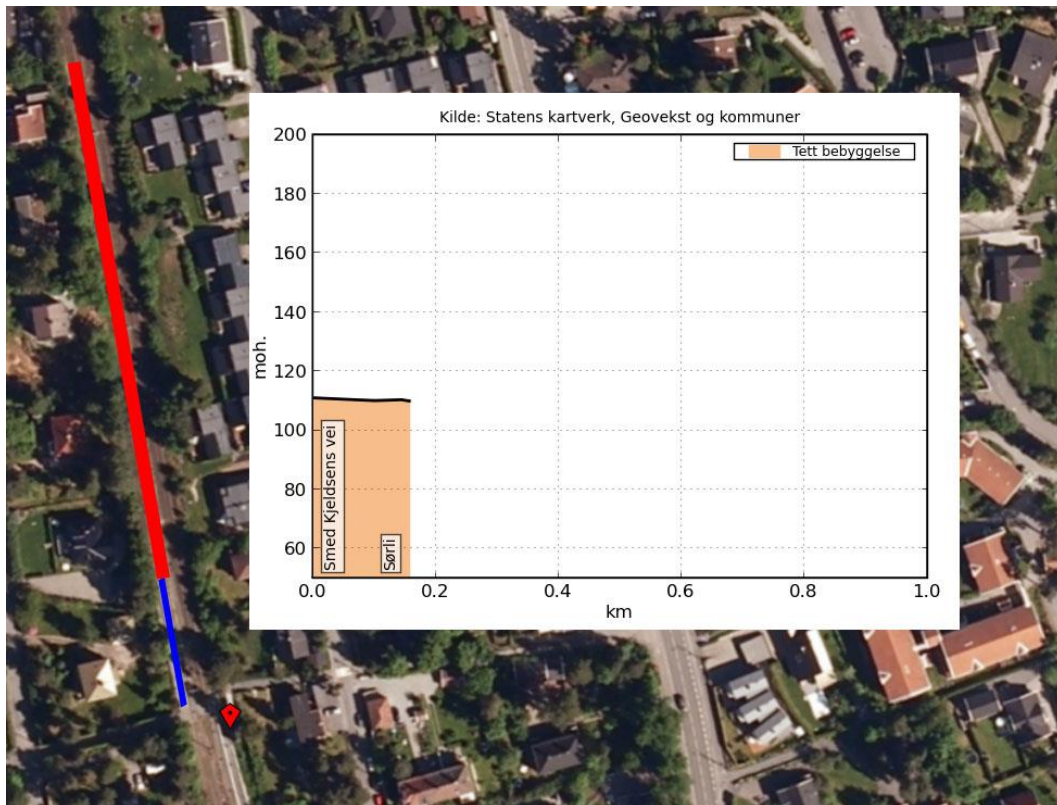 Kilde: Statens kartverk, Geovekst og kommuner
200
Tett bebyggelse
180
160
140
120
moh.
100
80
60
Smed Kjeldsens vei
Sørli
0.0 0.2 0.4 0.6 0.8 1.0
km